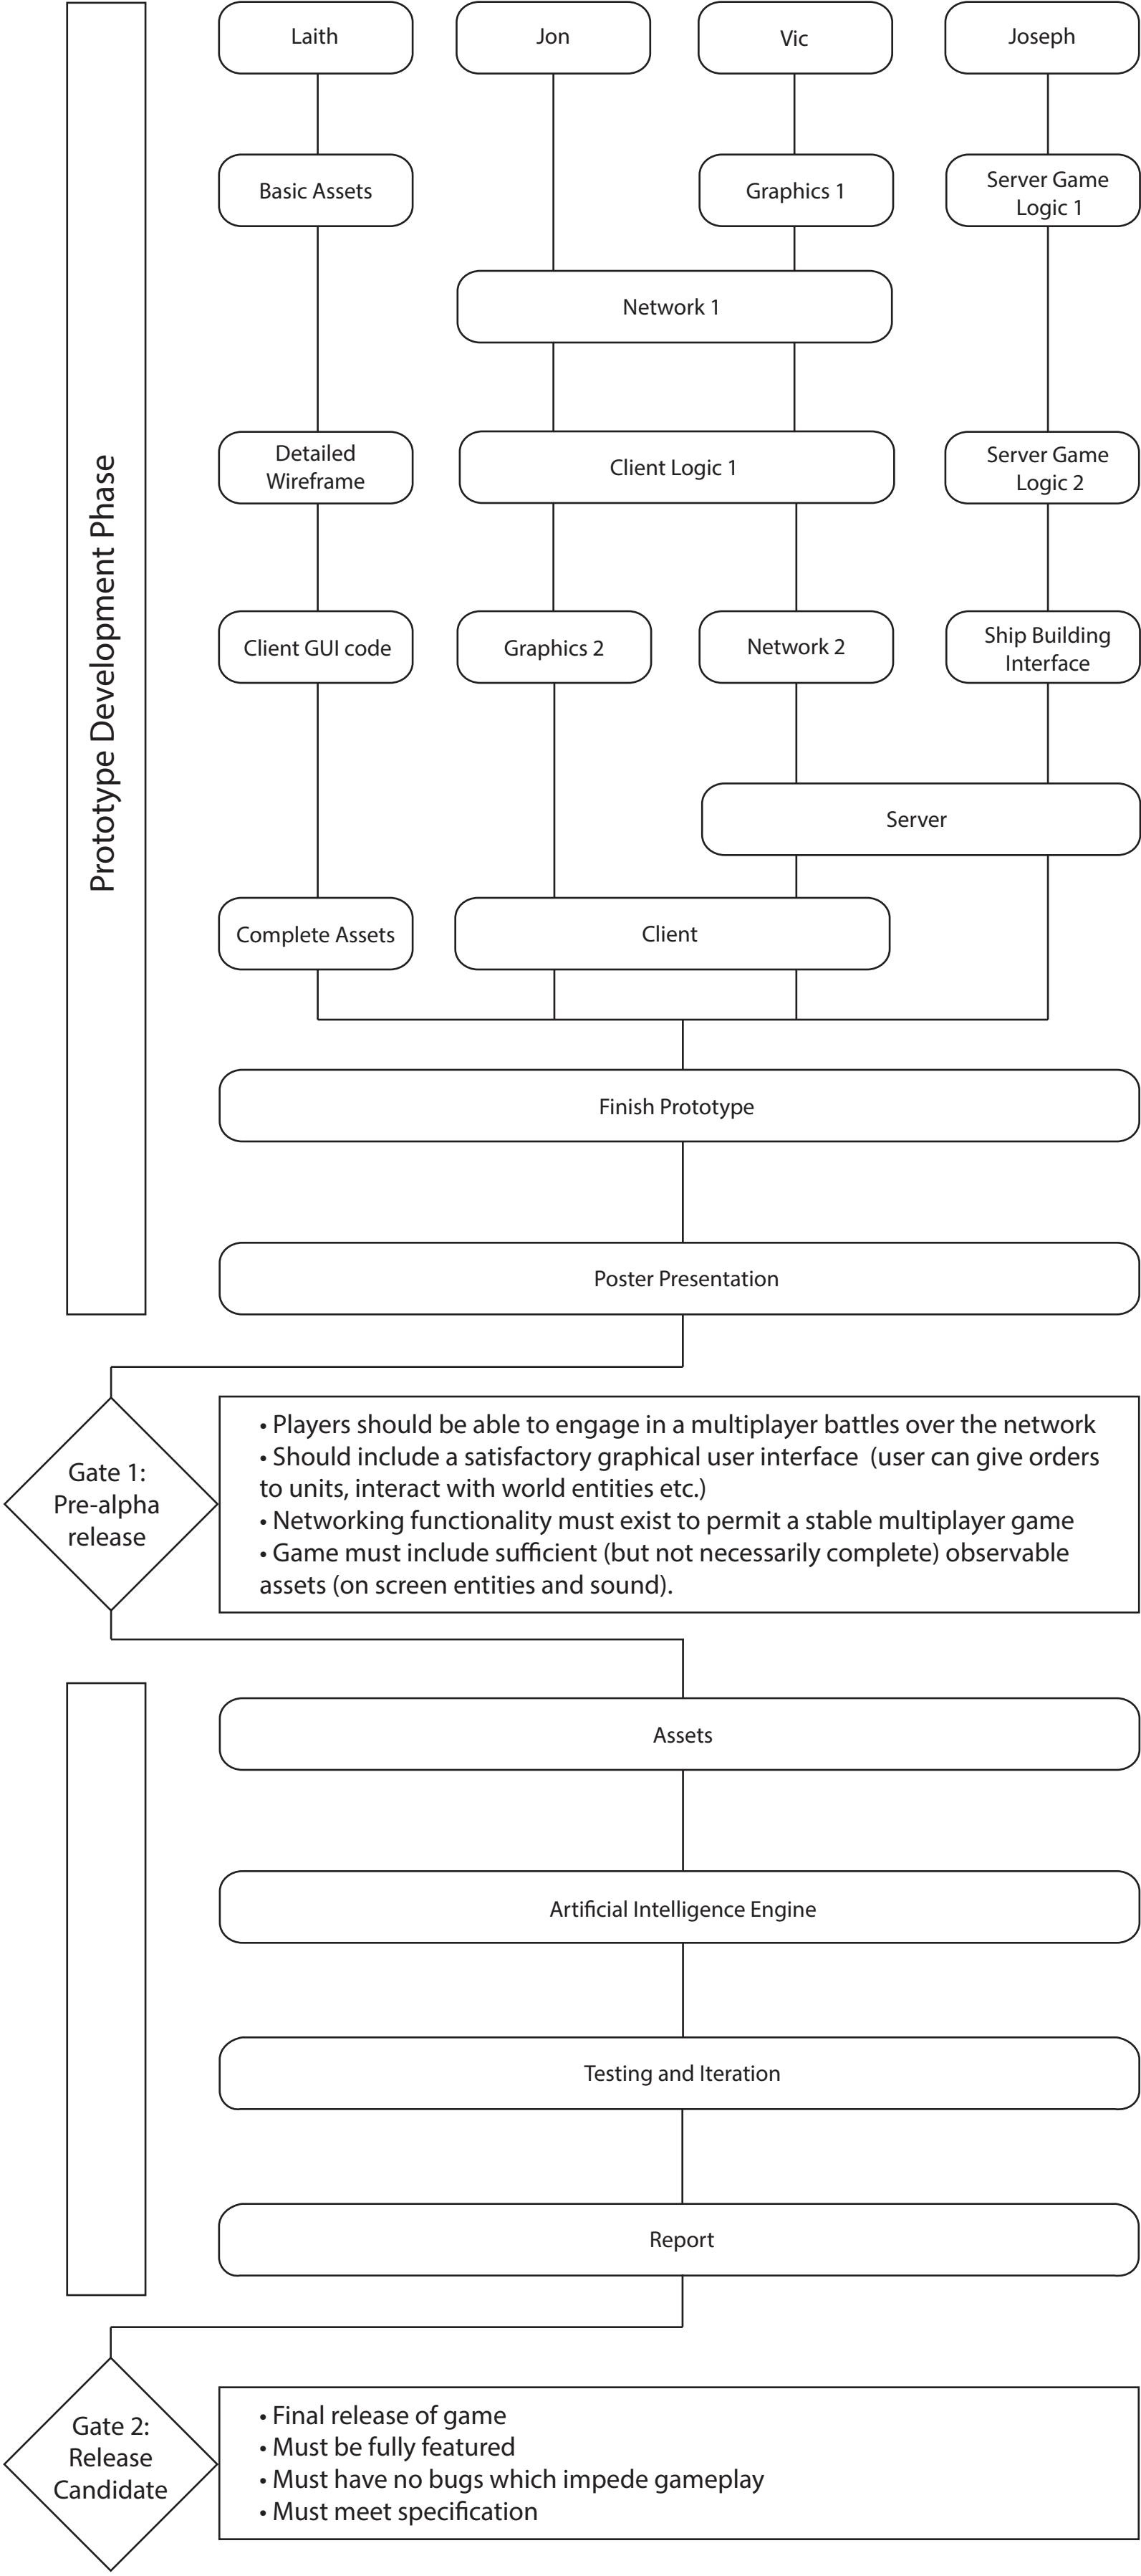 Laith
Jon
Vic
Joseph
Basic Assets
Graphics 1
Server Game
Logic 1
Network 1
Prototype Development Phase
Detailed
Wireframe
Client Logic 1
Server Game
Logic 2
Client GUI code
Graphics 2
Network 2
Ship Building
Interface
Server
Complete Assets
Client
Finish Prototype
Poster Presentation
Gate 1:
Pre-alpha
release
• Players should be able to engage in a multiplayer battles over the network
• Should include a satisfactory graphical user interface (user can give orders
to units, interact with world entities etc.)
• Networking functionality must exist to permit a stable multiplayer game
• Game must include sufficient (but not necessarily complete) observable
assets (on screen entities and sound).
Assets
Artificial Intelligence Engine
Testing and Iteration
Report
Gate 2:
Release
Candidate
• Final release of game
• Must be fully featured
• Must have no bugs which impede gameplay
• Must meet specification